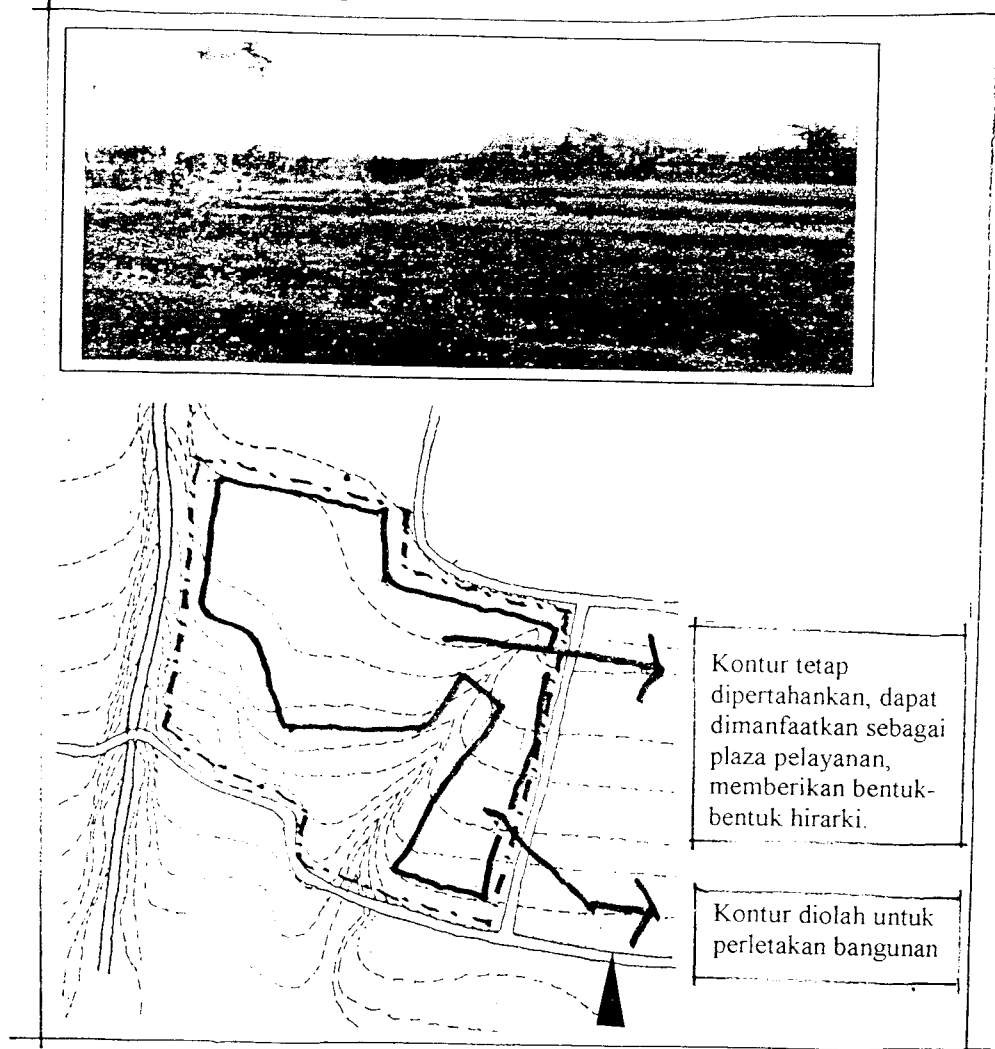 Kontur tetap
dipertahankan, dapat
dimanfaatkan sebagai
plaza pelayanan,
memberikan bentuk-
bentuk hirarki.
Kontur diolah untuk
perletakan bangunan